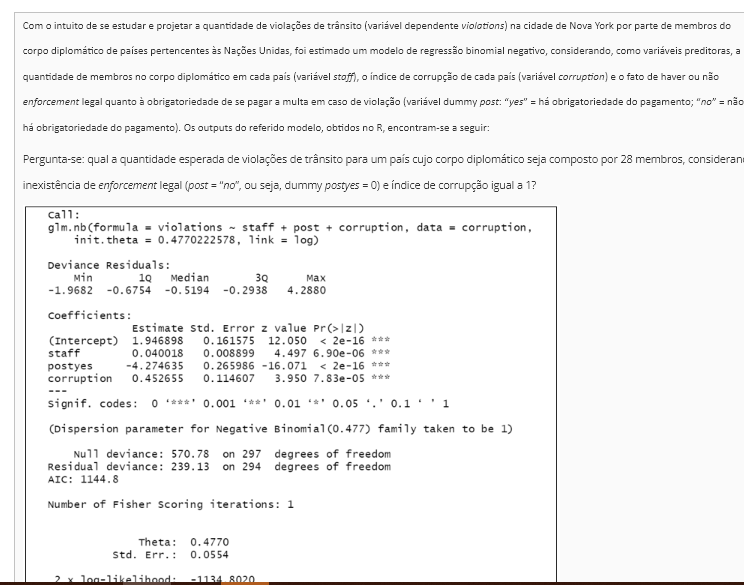 Com o intuito de se estudar e projetar a quantidade de violações de trânsito (variável dependente violations) na cidade de Nova York por parte de membros do
corpo diplomático de países pertencentes às Nações Unidas, foi estimado um modelo de regressão binomial negativo, considerando, como variáveis preditoras, a
quantidade de membros no corpo diplomático em cada país (variável staff), o índice de corrupção de cada país (variável corruption) e o fato de haver ou não
enforcement legal quanto à obrigatoriedade de se pagar a multa em caso de violação (variável dummy post: “yes” = há obrigatoriedade do pagamento; “no” = não
há obrigatoriedade do pagamento). Os outputs do referido modelo, obtidos no R, encontram-se a seguir:
Pergunta-se: qual a quantidade esperada de violações de trânsito para um país cujo corpo diplomático seja composto por 28 membros, consideran
inexistência de enforcement legal (post = “no”, ou seja, dummy postyes = 0) e índice de corrupção igual a 1?
Call:
glm.nb(formula = violations ~ staff + post + corruption, data = corruption,
init.theta = 0.4770222578, link = log)
Deviance Residuals:
Min 1Q Median 3Q Max
-1.9682 -0.6754 -0.5194 -0.2938 4.2880
Coefficients:
Estimate Std. Error z value Pr(>|z|)
(Intercept) 1.946898 0.161575 12.050 < 2e-16 ***
staff 0.040018 0.008899 4.497 6.90e-06 ***
postyes -4.274635 0.265986 -16.071 < 2e-16 ***
corruption 0.452655 0.114607 3.950 7.83e-05 ***
---
Signif. codes: 0 ‘***’ 0.001 ‘**’ 0.01 ‘*’ 0.05 ‘.’ 0.1 ‘ ’ 1
(Dispersion parameter for Negative Binomial(0.477) family taken to be 1)
Null deviance: 570.78 on 297 degrees of freedom
Residual deviance: 239.13 on 294 degrees of freedom
AIC: 1144.8
Number of Fisher Scoring iterations: 1
Theta: 0.4770
Std. Err.: 0.0554
2 x log-likelihood: -1134.8020